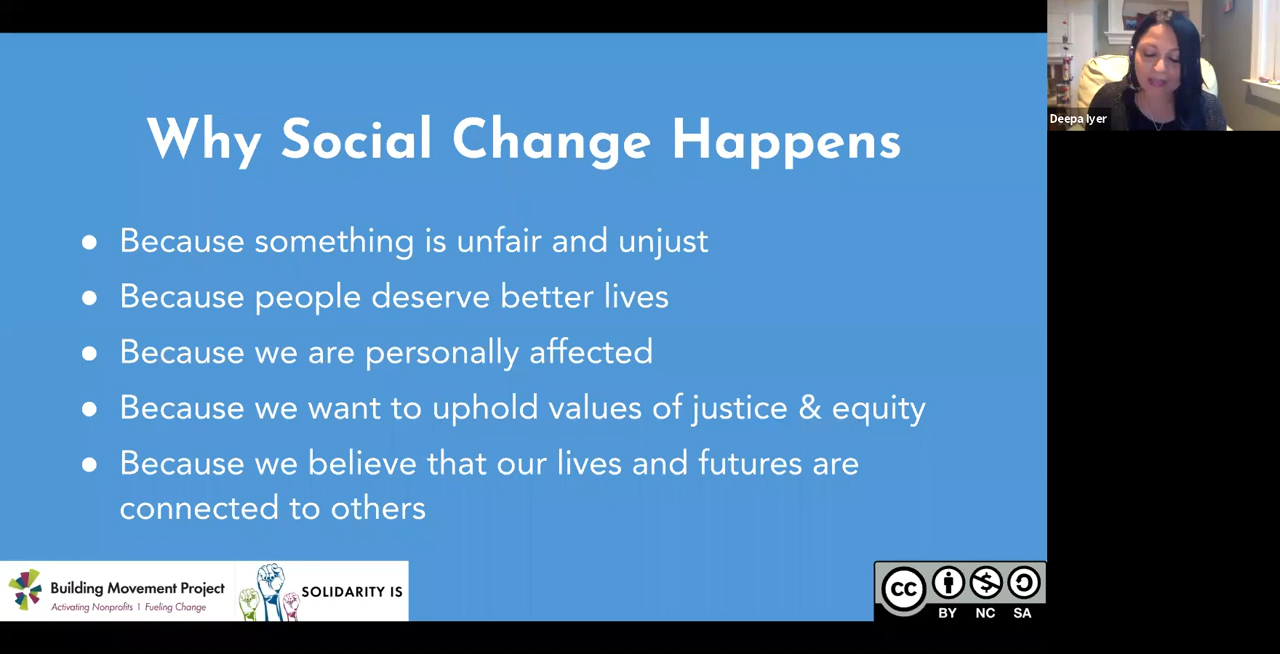 Why Social Change Happens
Because something is unfair and unjust
Because people deserve better lives
Because we are personally affected
Because we want to uphold values of justice & equity
Because we believe that our lives and futures are
connected to others
Building Movement Project
Activating Nonprofits | Fueling Change
SOLIDARITY IS
CC
BY NC SA
Deepa Iyer